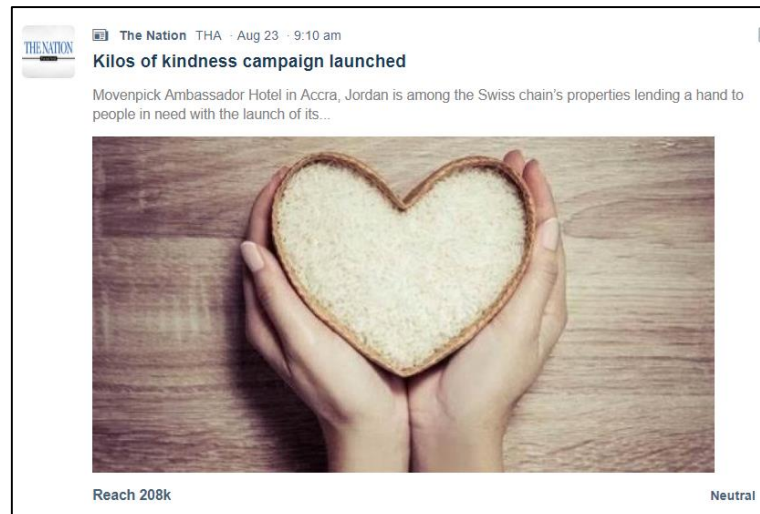 THE NATION
The Nation THA · Aug 23 · 9:10 am
Kilos of kindness campaign launched
Movenpick Ambassador Hotel in Accra, Jordan is among the Swiss chain's properties lending a hand to
people in need with the launch of its...
Reach 208k
Neutral